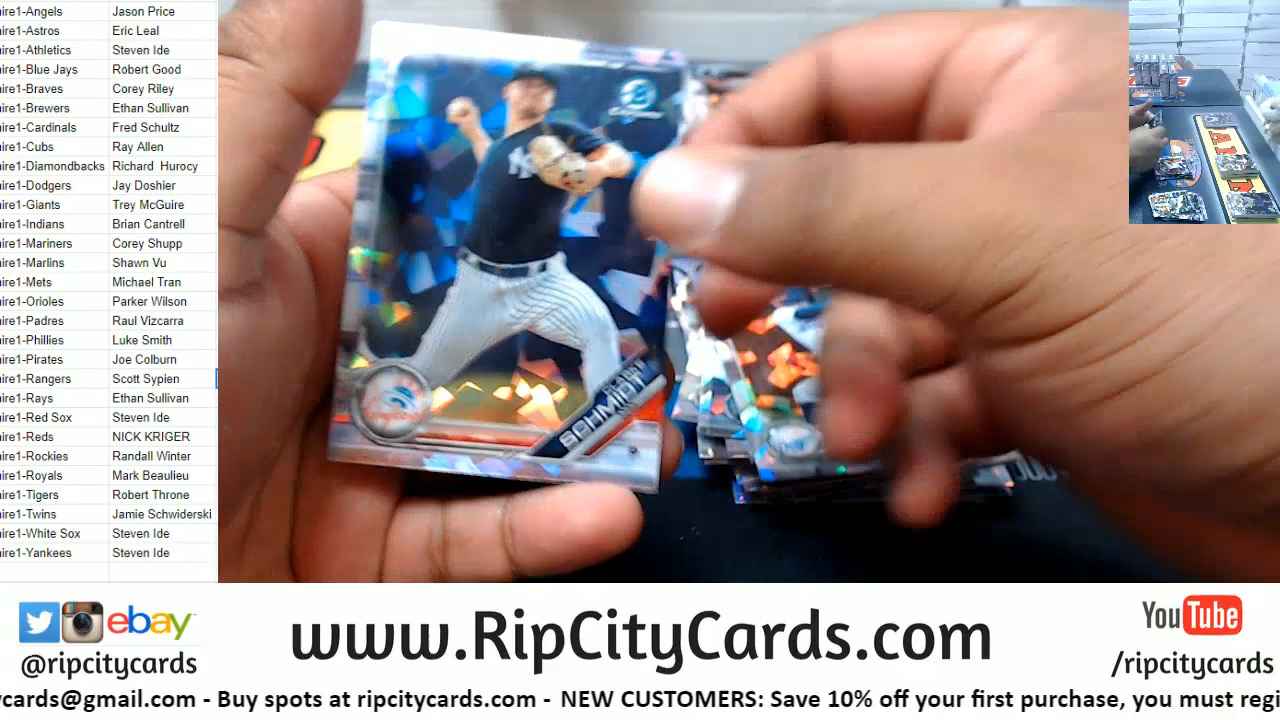 ire1-Angels Jason Price
ire1-Astros Eric Leal
ire1-Athletics Steven Ide
ire1-Blue Jays Robert Good
ire1-Braves Corey Riley
ire1-Brewers Ethan Sullivan
ire1-Cardinals Fred Schultz
ire1-Cubs Ray Allen
ire1-Diamondbacks Richard Hurocy
ire1-Dodgers Jay Doshier
ire1-Giants Trey McGuire
ire1-Indians Brian Cantrell
ire1-Mariners Corey Shupp
ire1-Marlins Shawn Vu
ire1-Mets Michael Tran
ire1-Orioles Parker Wilson
ire1-Padres Raul Vizcarra
ire1-Phillies Luke Smith
ire1-Pirates Joe Colburn
ire1-Rangers Scott Sypien
ire1-Rays Ethan Sullivan
ire1-Red Sox Steven Ide
ire1-Reds NICK KRIGER
ire1-Rockies Randall Winter
ire1-Royals Mark Beaulieu
ire1-Tigers Robert Throne
ire1-Twins Jamie Schwiderski
ire1-White Sox Steven Ide
ire1-Yankees Steven Ide
SCHMIDT
ebay
@ripcitycards
www.RipCityCards.com
YouTube
/ripcitycards
ycards@gmail.com - Buy spots at ripcitycards.com - NEW CUSTOMERS: Save 10% off your first purchase, you must regi